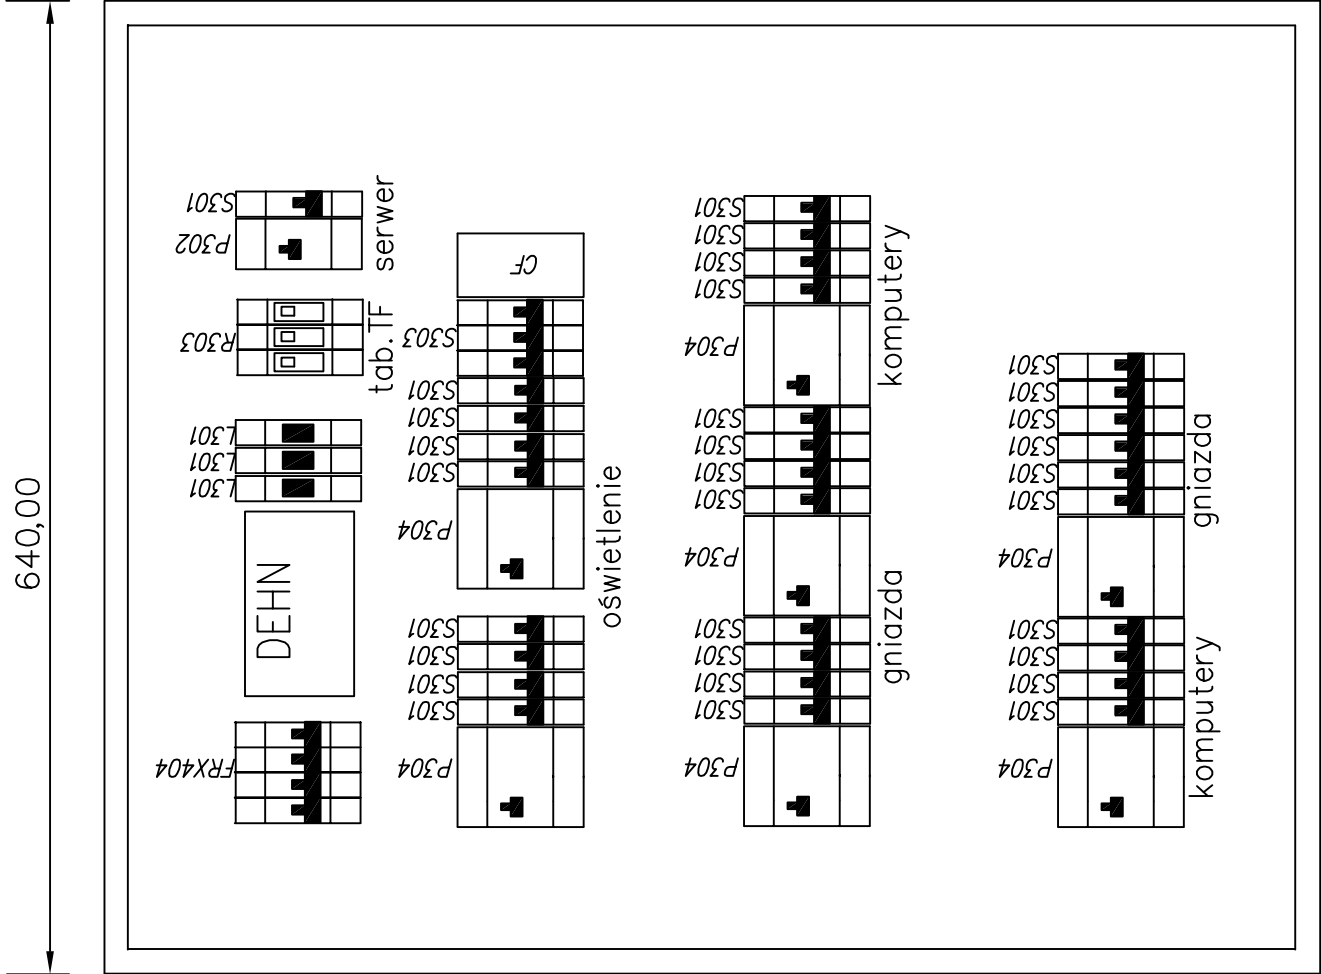 640,00
S301
P302
serwer
R303
tab. TF
L301
L301
L301
DEHN
FRX404
CF
S303
S301
S301
S301
S301
P304
oświetlenie
S301
S301
S301
S301
P304
S301
S301
S301
S301
komputery
P304
S301
S301
S301
S301
P304
gniazda
S301
S301
S301
S301
P304
S301
S301
S301
S301
S301
S301
gniazda
P304
S301
S301
S301
S301
komputery
P304